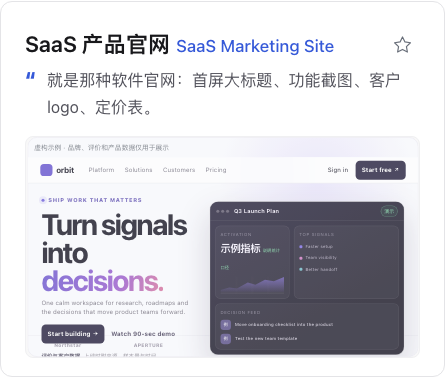 SaaS 产品官网 SaaS Marketing Site
“ 就是那种软件官网：首屏大标题、功能截图、客户
logo、定价表。
虚构示例 · 品牌、评价和产品数据仅用于展示
orbit Platform Solutions Customers Pricing Sign in Start free ↗
SHIP WORK THAT MATTERS
Turn signals
into
decisions.
One calm workspace for research, roadmaps and
the decisions that move product teams forward.
Start building → Watch 90-sec demo
Northstar APERTURE
Q3 Launch Plan 演示
ACTIVATION
示例指标
TOP SIGNALS
Faster setup
Team visibility
Better handoff
DECISION FEED
Move onboarding checklist into the product
Test the new team template